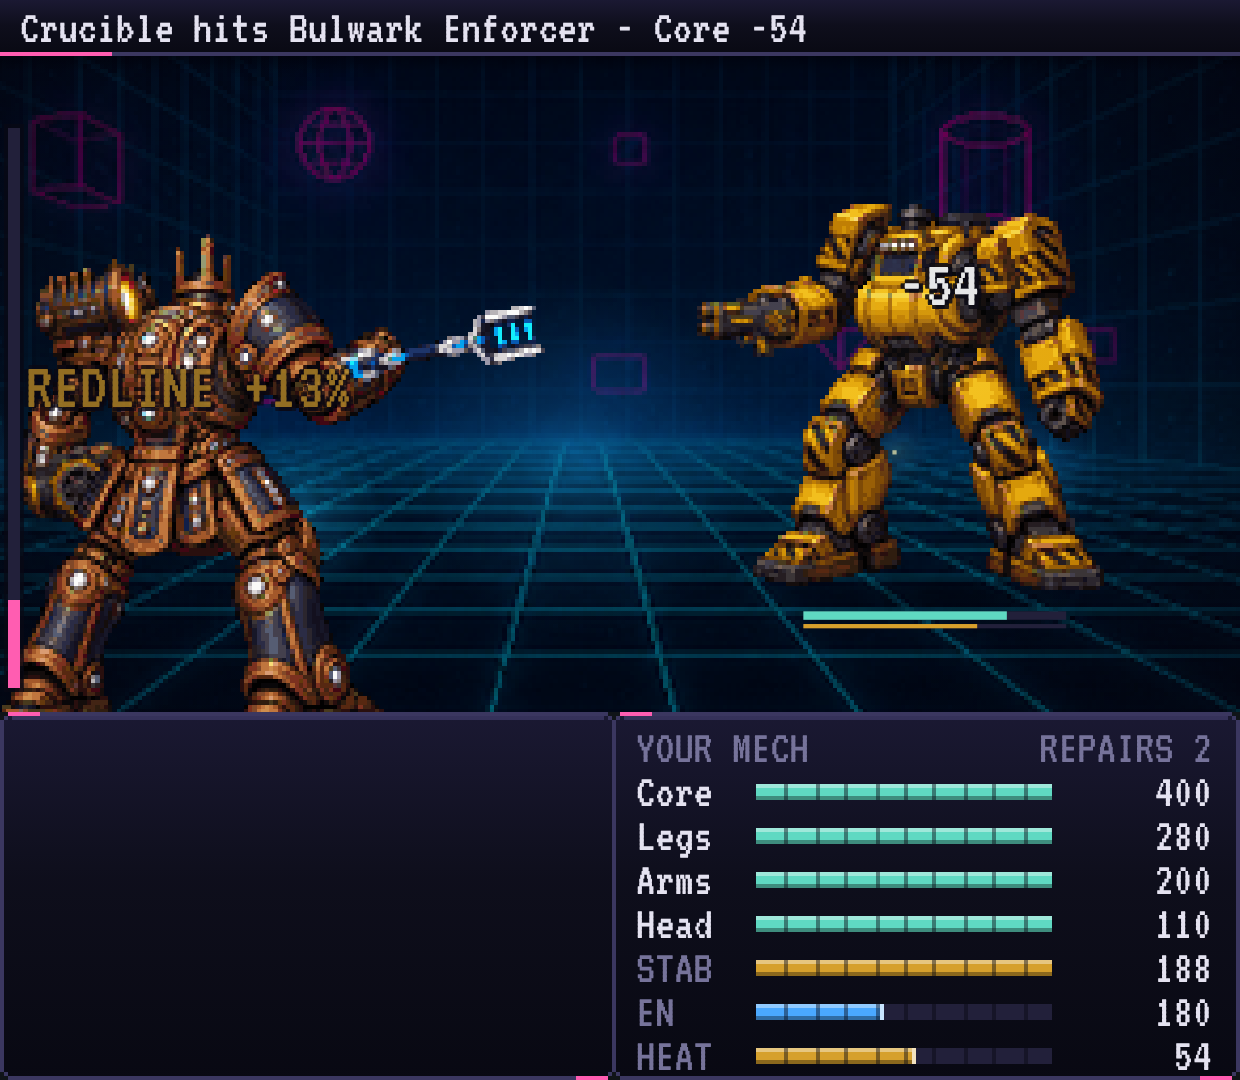 Crucible hits Bulwark Enforcer - Core -54
-54
REDLINE +13%
YOUR MECH REPAIRS 2
Core 400
Legs 280
Arms 200
Head 110
STAB 188
EN 180
HEAT 54